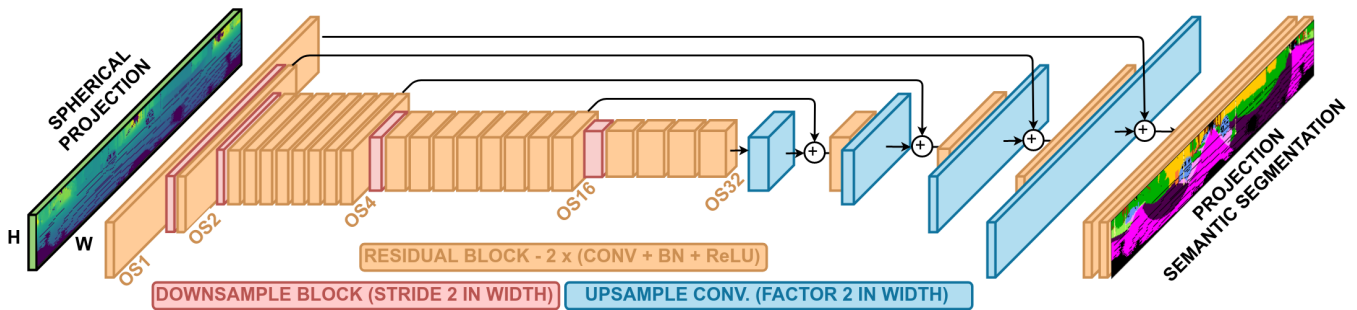 SPHERICAL
PROJECTION
H
W
OS1
OS2
OS4
OS16
OS32
+
+
+
+
PROJECTION
SEMANTIC SEGMENTATION
RESIDUAL BLOCK - 2 x (CONV + BN + ReLU)
DOWNSAMPLE BLOCK (STRIDE 2 IN WIDTH)
UPSAMPLE CONV. (FACTOR 2 IN WIDTH)